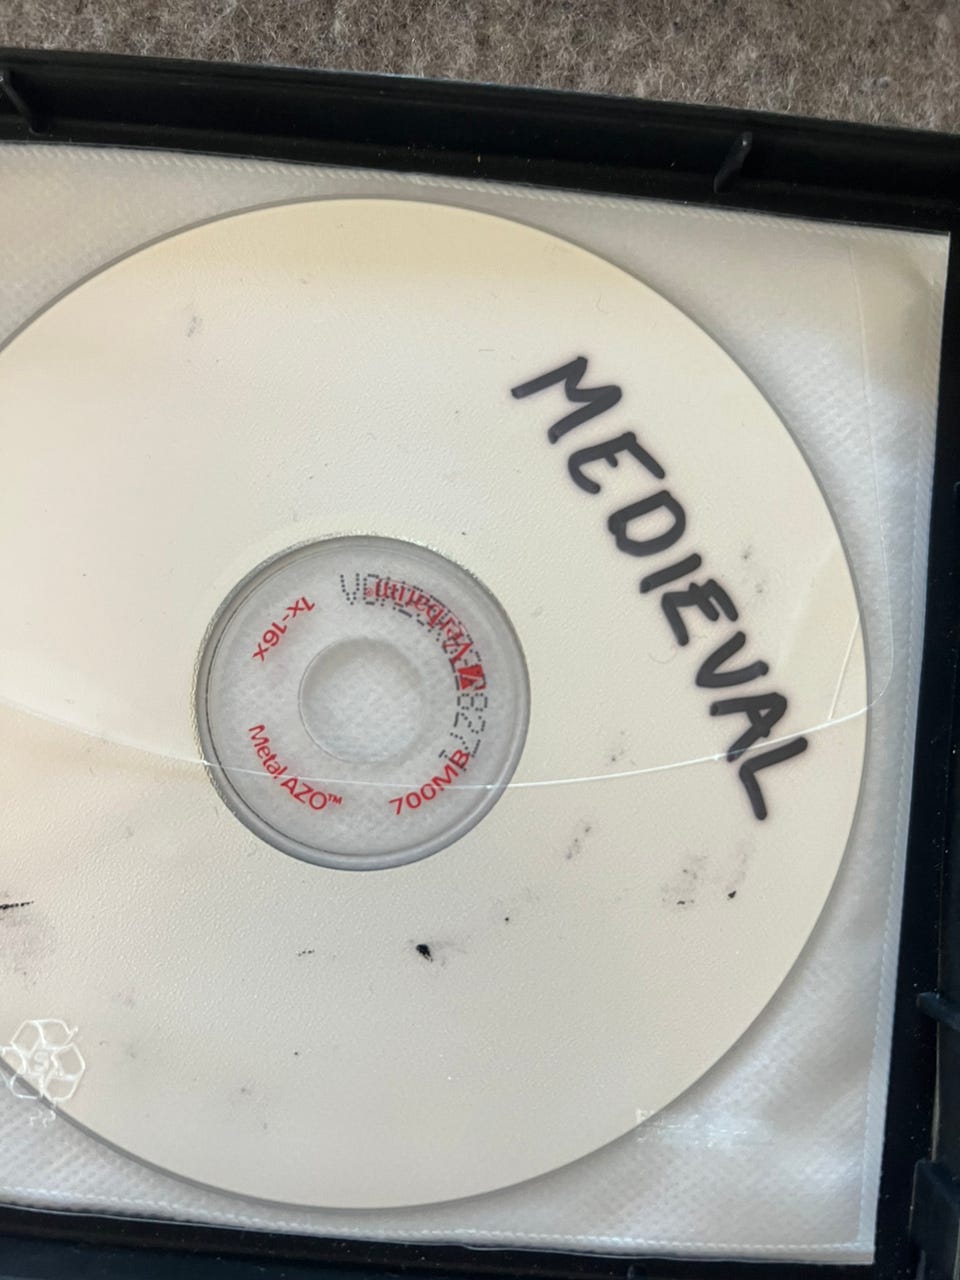 MEDIEVAL
Verbatim
1x-16x
Metal AZO™
700MB